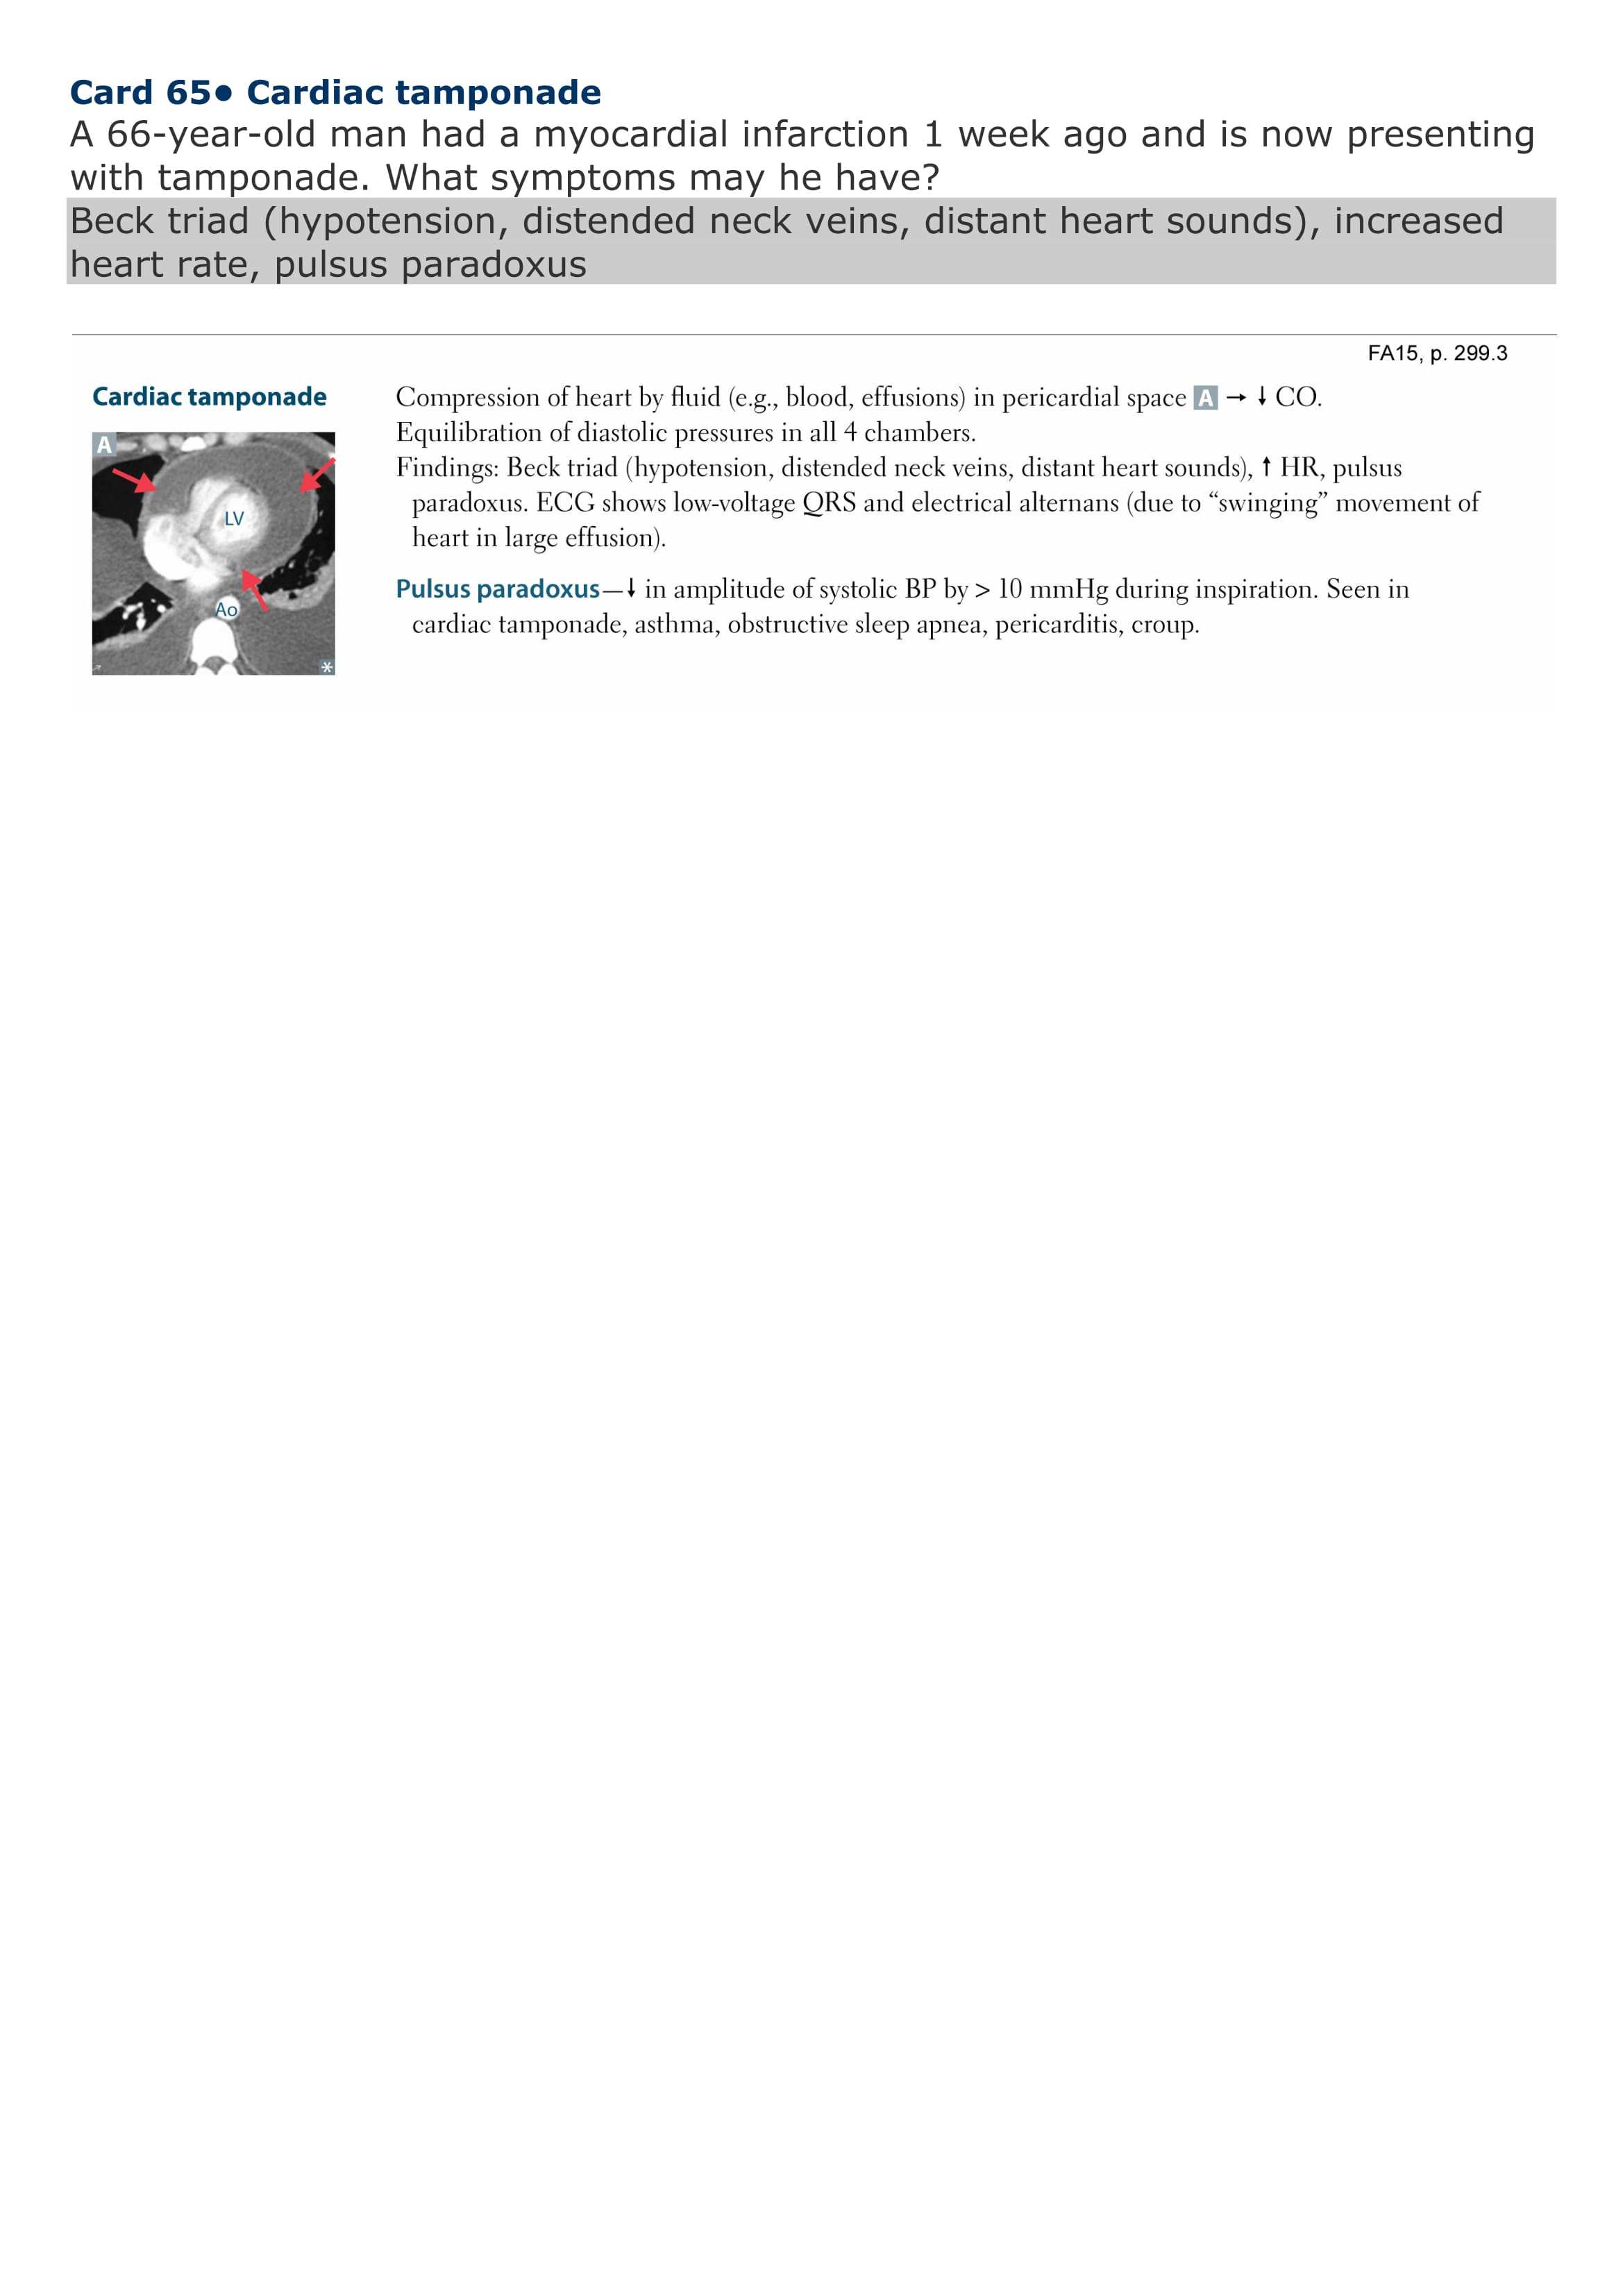 Card 65● Cardiac tamponade
A 66-year-old man had a myocardial infarction 1 week ago and is now presenting
with tamponade. What symptoms may he have?
Beck triad (hypotension, distended neck veins, distant heart sounds), increased
heart rate, pulsus paradoxus
FA15, p. 299.3
Cardiac tamponade
A
LV
Ao
*
Compression of heart by fluid (e.g., blood, effusions) in pericardial space A → ↓ CO.
Equilibration of diastolic pressures in all 4 chambers.
Findings: Beck triad (hypotension, distended neck veins, distant heart sounds), ↑ HR, pulsus
paradoxus. ECG shows low-voltage QRS and electrical alternans (due to “swinging” movement of
heart in large effusion).
Pulsus paradoxus—↓ in amplitude of systolic BP by > 10 mmHg during inspiration. Seen in
cardiac tamponade, asthma, obstructive sleep apnea, pericarditis, croup.